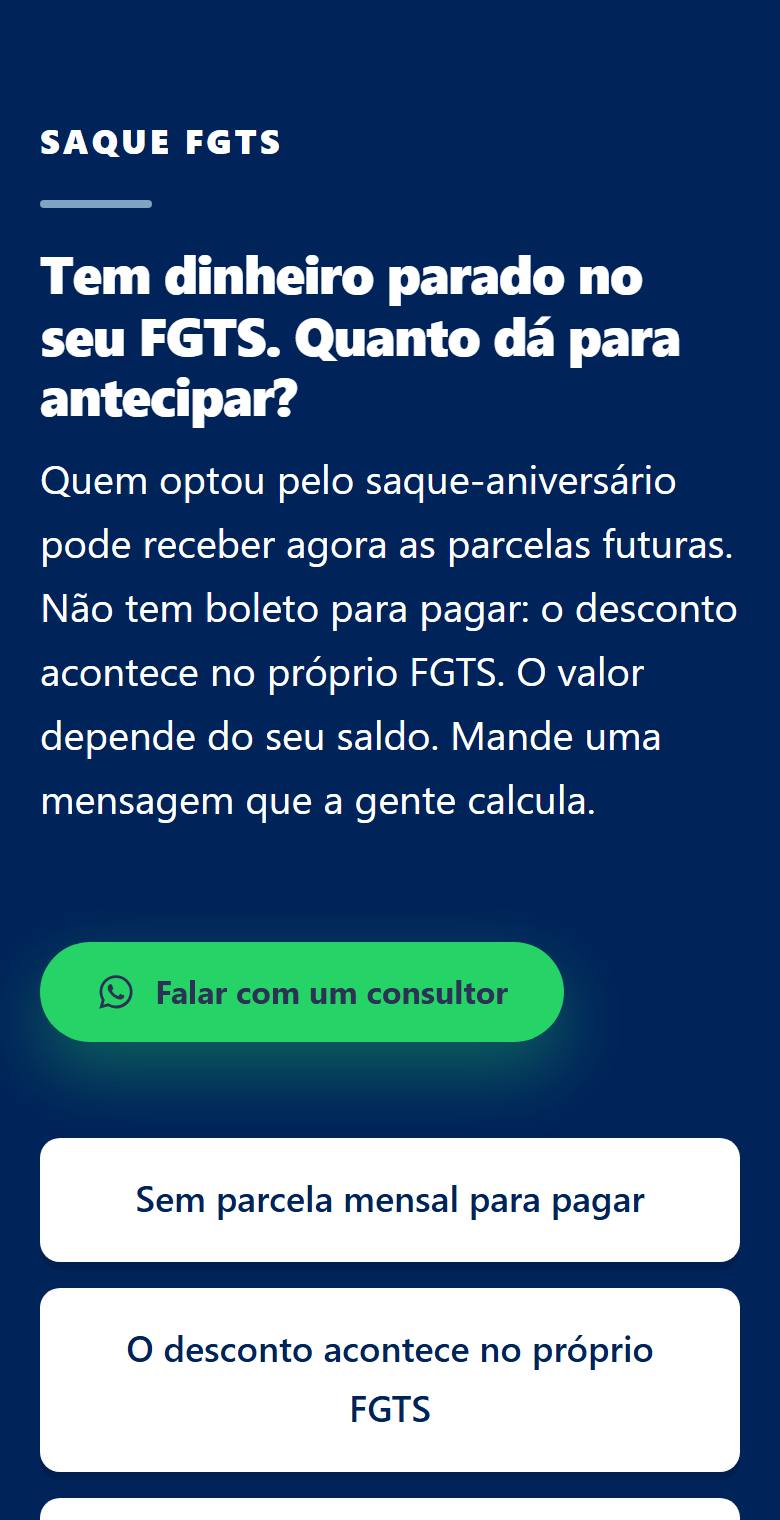 SAQUE FGTS
Tem dinheiro parado no
seu FGTS. Quanto dá para
antecipar?
Quem optou pelo saque-aniversário
pode receber agora as parcelas futuras.
Não tem boleto para pagar: o desconto
acontece no próprio FGTS. O valor
depende do seu saldo. Mande uma
mensagem que a gente calcula.
Falar com um consultor
Sem parcela mensal para pagar
O desconto acontece no próprio
FGTS